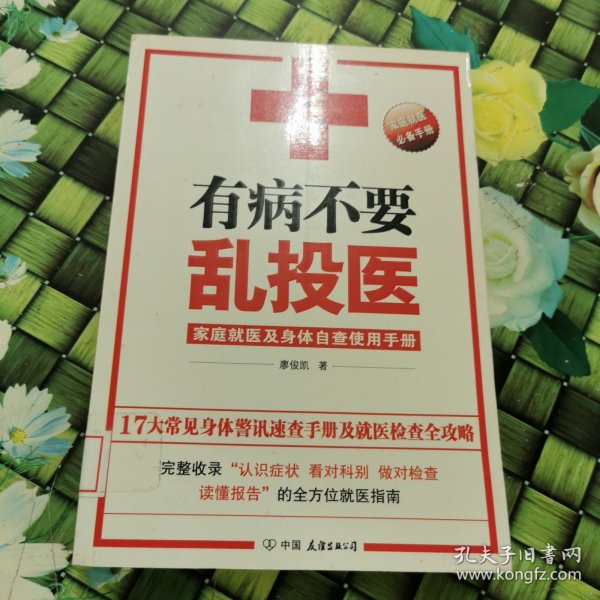 家庭就医
必备手册
有病不要
乱投医
家庭就医及身体自查使用手册
廖俊凯 著
17大常见身体警讯速查手册及就医检查全攻略
完整收录“认识症状 看对科别 做对检查
读懂报告”的全方位就医指南
中国友谊出版公司
孔夫子旧书网
www.kongfz.com